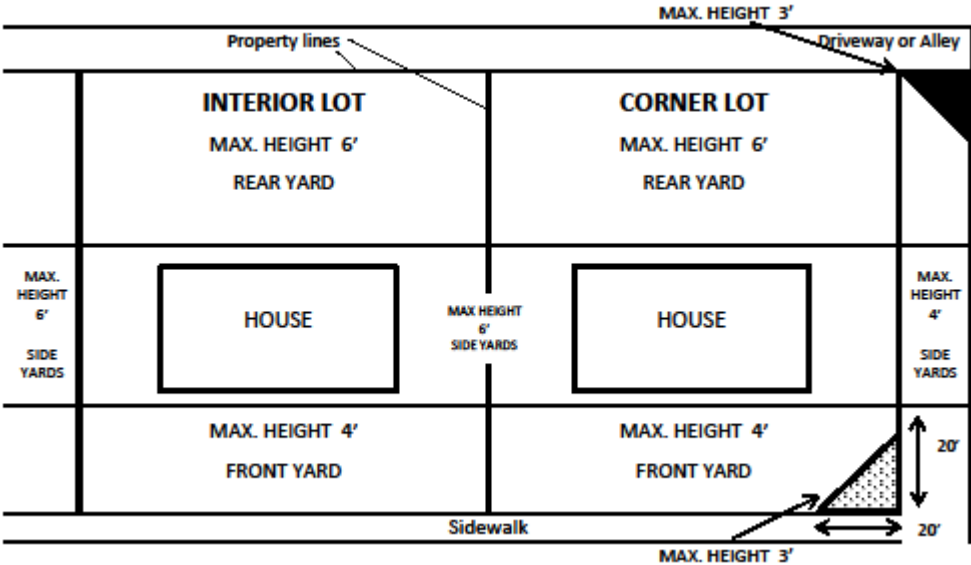 MAX. HEIGHT 3’
Property lines
Driveway or Alley
INTERIOR LOT
MAX. HEIGHT 6’
REAR YARD
CORNER LOT
MAX. HEIGHT 6’
REAR YARD
MAX.
HEIGHT
6’
SIDE
YARDS
HOUSE
MAX HEIGHT
6’
SIDE YARDS
HOUSE
MAX.
HEIGHT
4’
SIDE
YARDS
MAX. HEIGHT 4’
FRONT YARD
MAX. HEIGHT 4’
FRONT YARD
20’
Sidewalk
20’
MAX. HEIGHT 3’